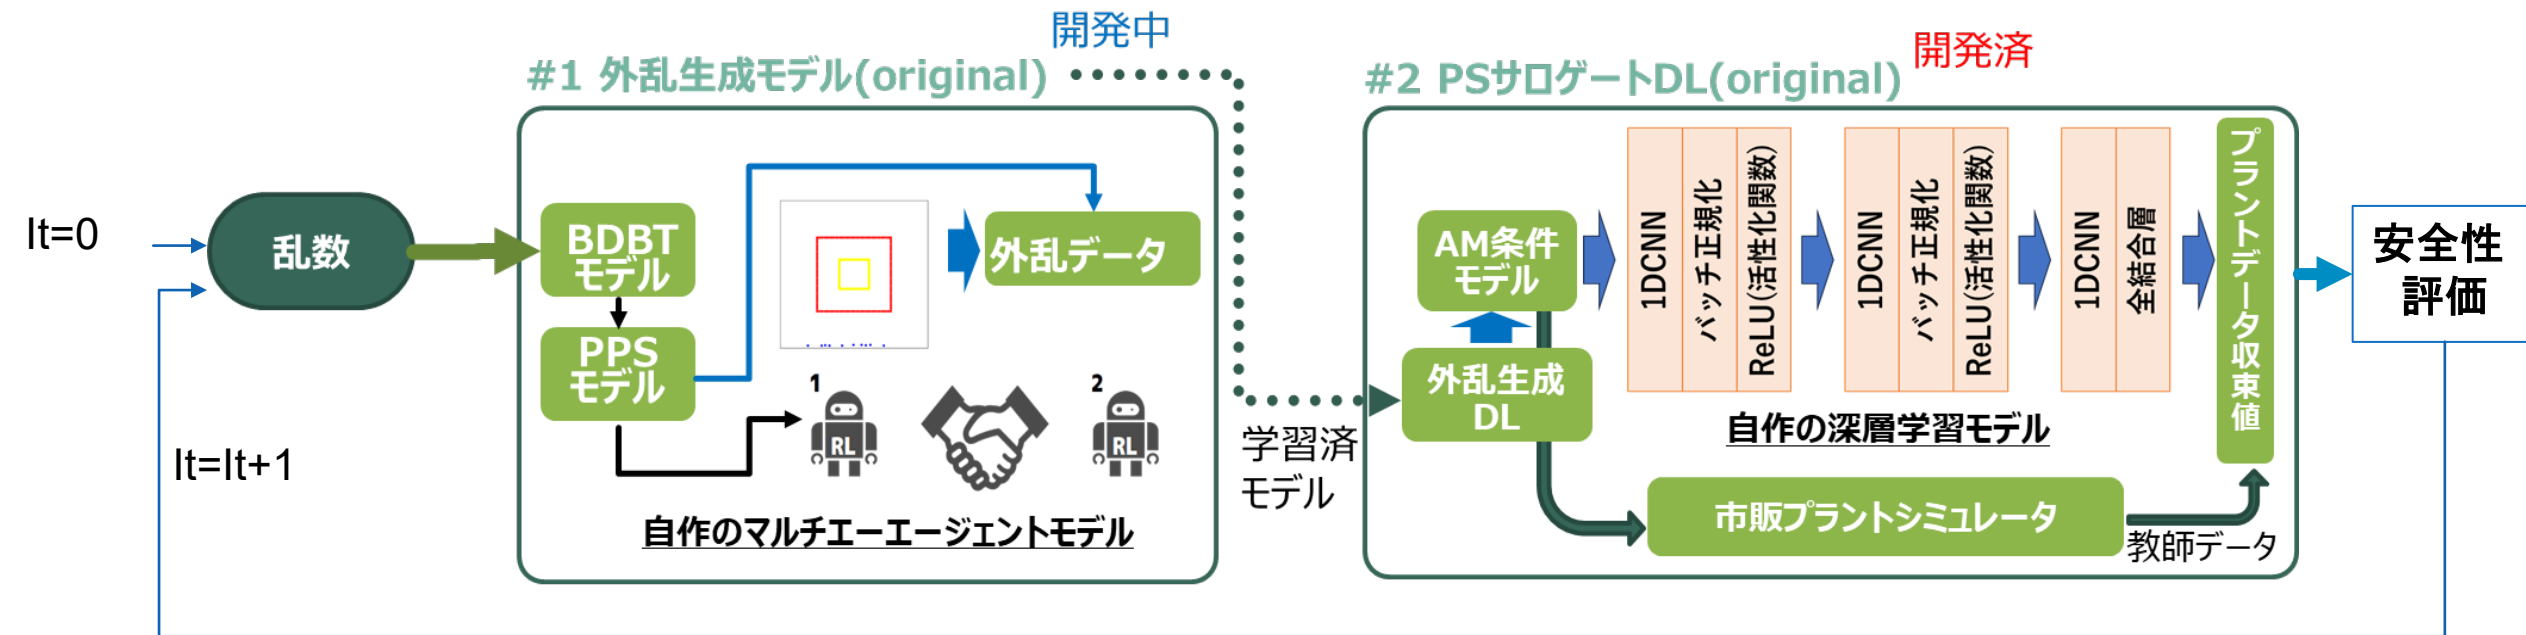 開発中
開発済
#1 外乱生成モデル(original)
#2 PSサロゲートDL(original)
It=0
乱数
It=It+1
BDBT
モデル
PPS
モデル
外乱データ
1
RL
2
RL
自作のマルチエーエージェントモデル
学習済
モデル
AM条件
モデル
外乱生成
DL
1DCNN
バッチ正規化
ReLU(活性化関数)
1DCNN
バッチ正規化
ReLU(活性化関数)
1DCNN
全結合層
自作の深層学習モデル
市販プラントシミュレータ
教師データ
プラントデータ収束値
安全性
評価